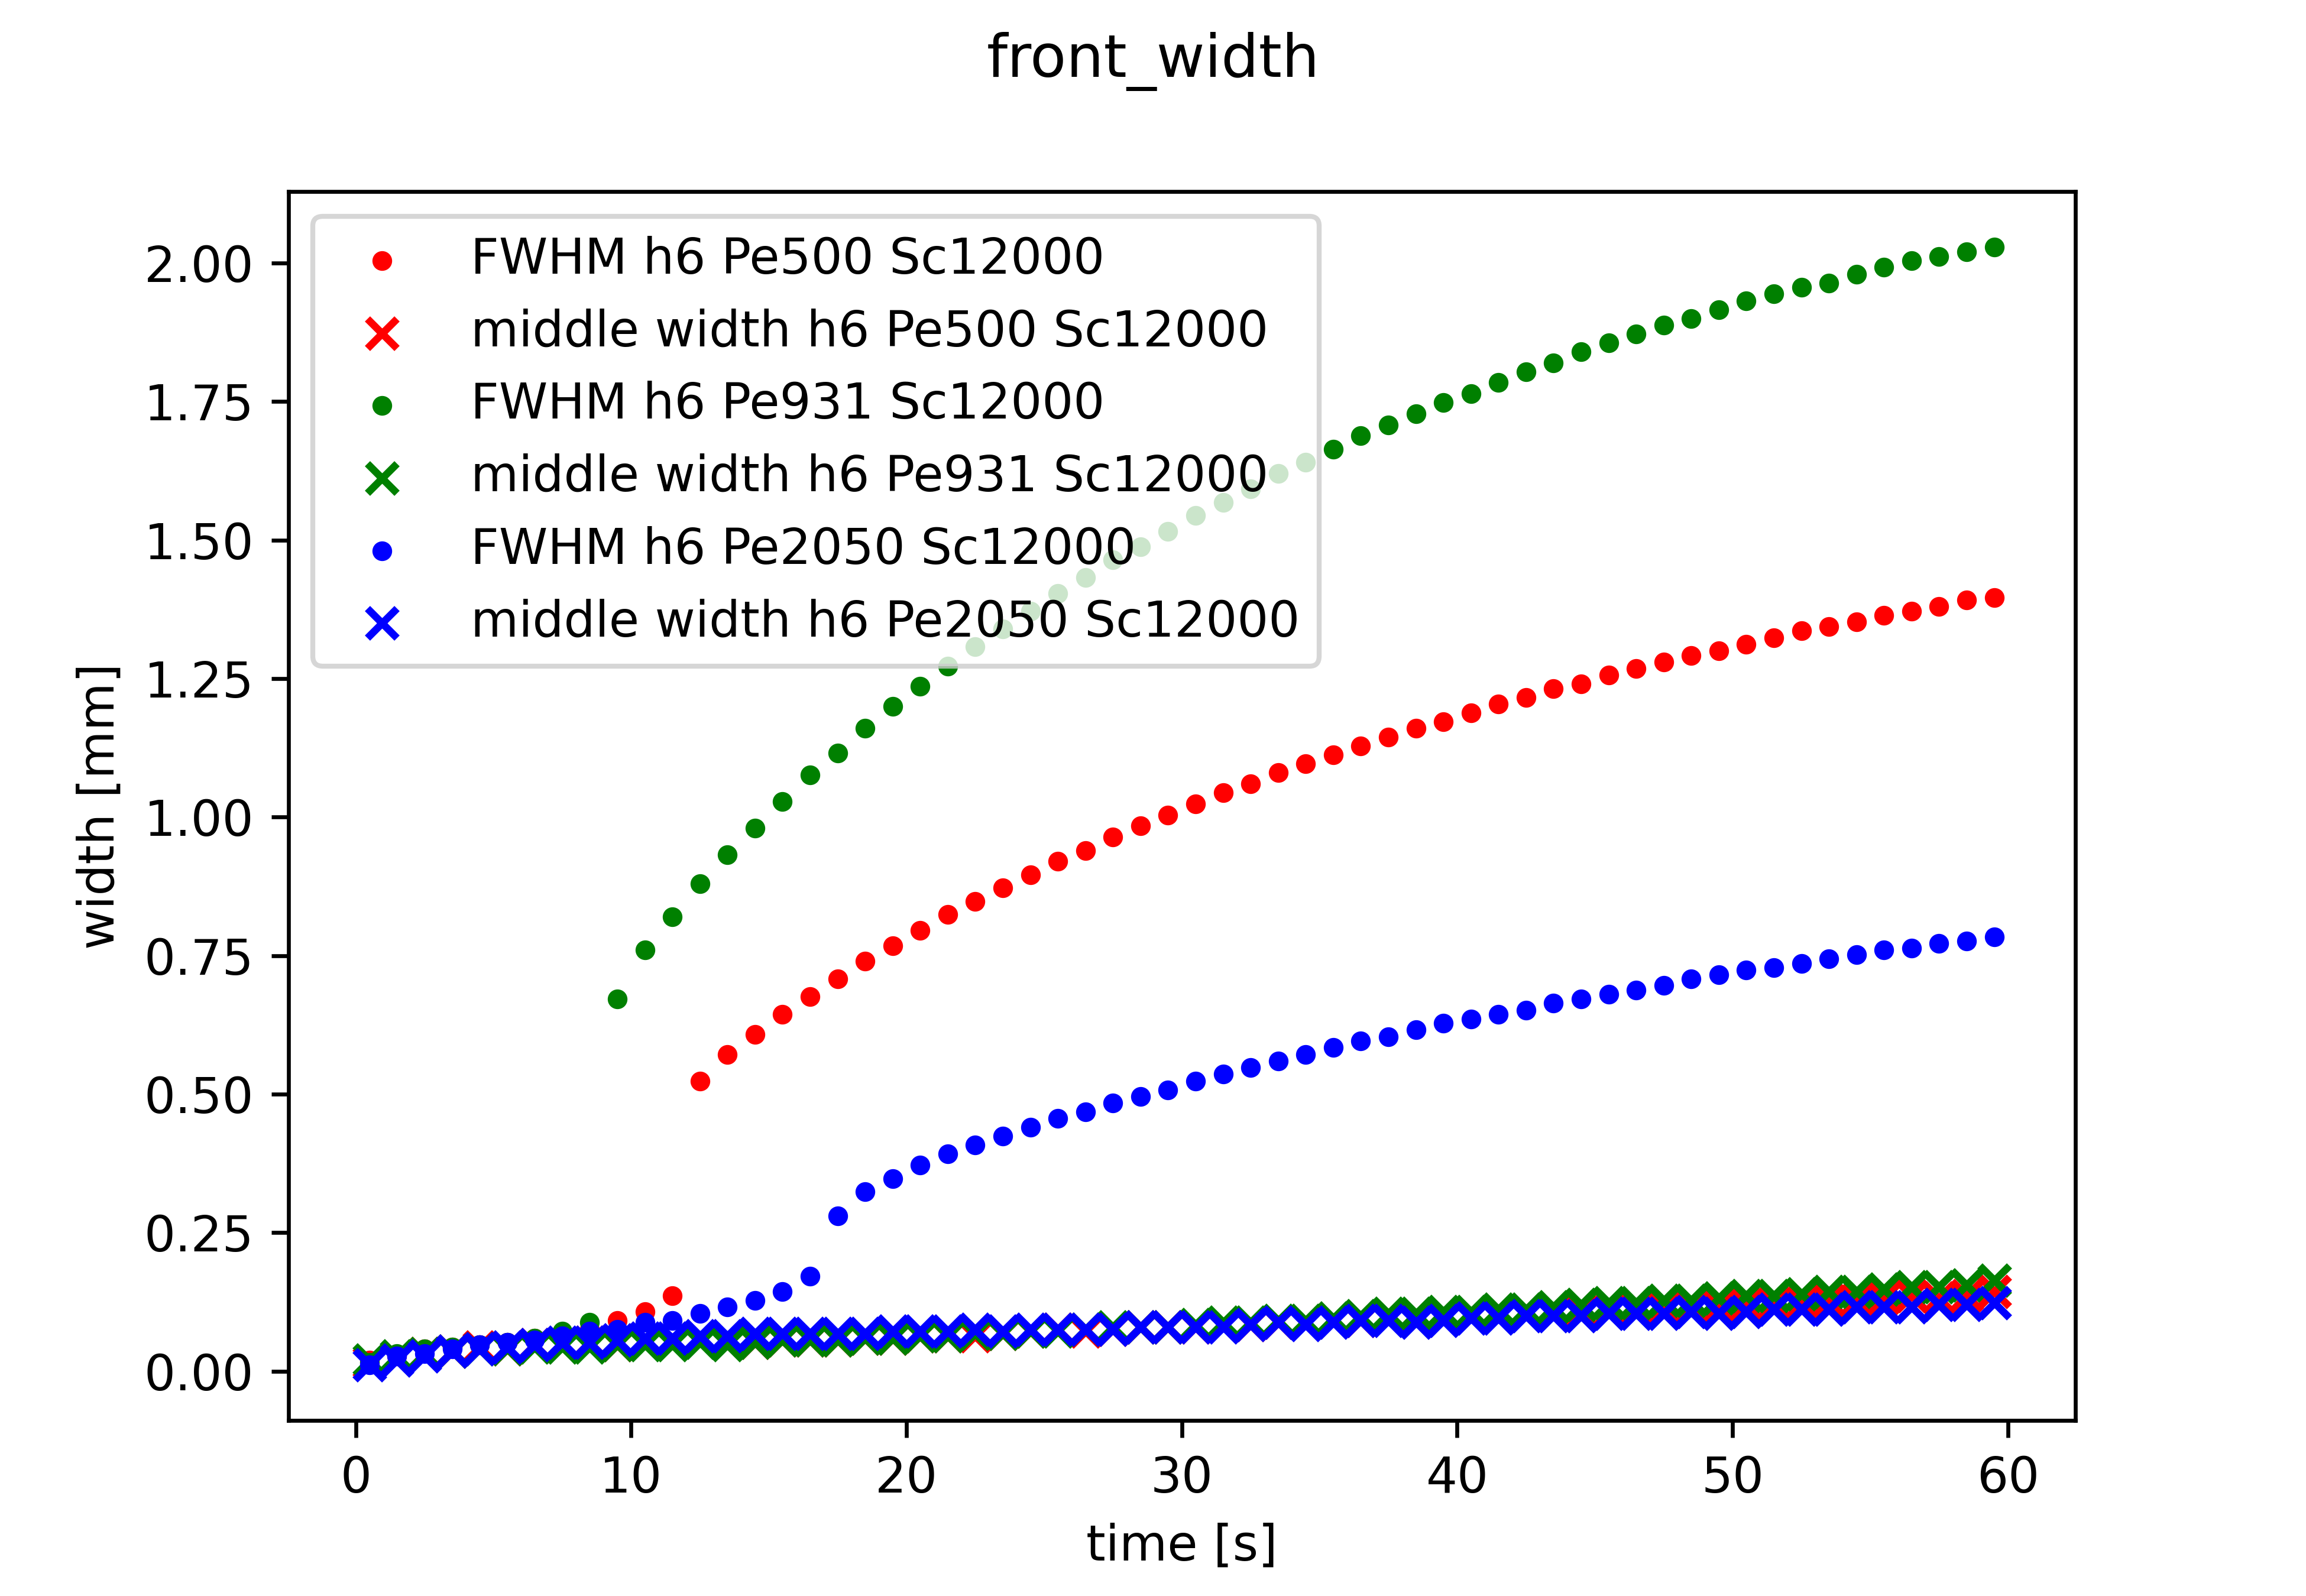 front_width
FWHM h6 Pe500 Sc12000
middle width h6 Pe500 Sc12000
FWHM h6 Pe931 Sc12000
middle width h6 Pe931 Sc12000
FWHM h6 Pe2050 Sc12000
middle width h6 Pe2050 Sc12000
width [mm]
2.00
1.75
1.50
1.25
1.00
0.75
0.50
0.25
0.00
0 10 20 30 40 50 60
time [s]